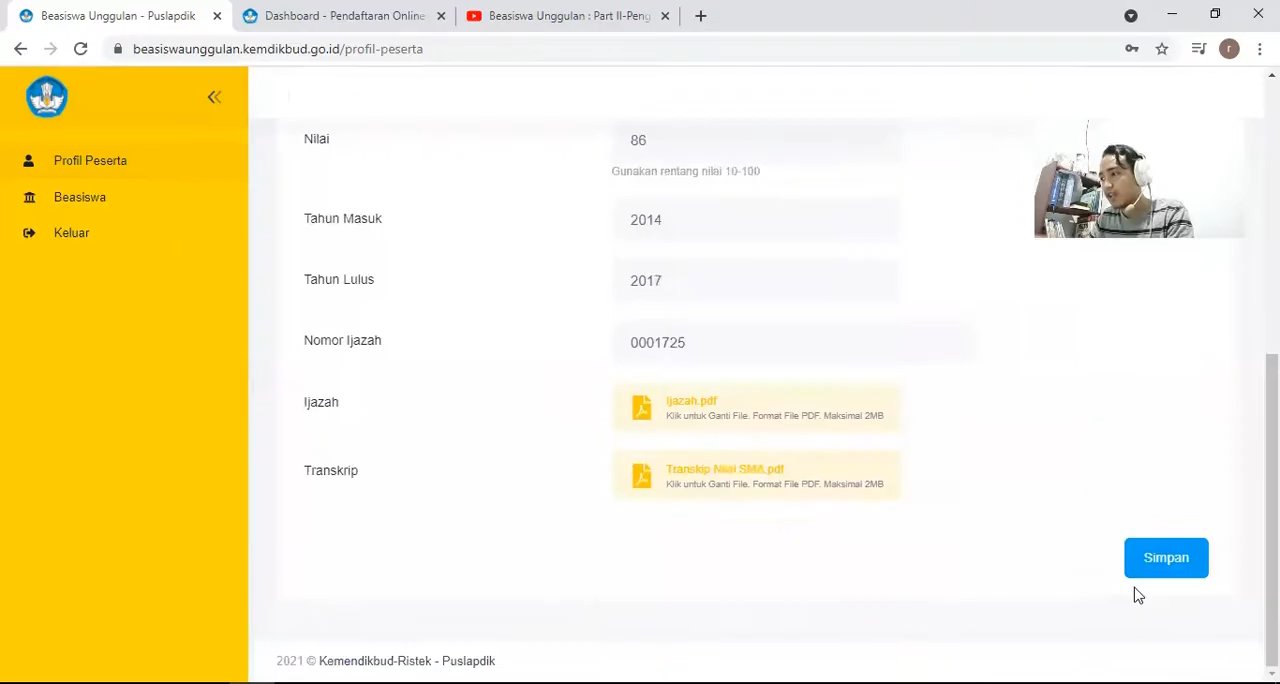 Beasiswa Unggulan - Puslapdik
Dashboard - Pendaftaran Online
Beasiswa Unggulan : Part II-Peng
beasiswaunggulan.kemdikbud.go.id/profil-peserta
r
Profil Peserta
Beasiswa
Keluar
Nilai
86
Gunakan rentang nilai 10-100
Tahun Masuk
2014
Tahun Lulus
2017
Nomor Ijazah
0001725
Ijazah
Ijazah.pdf
Klik untuk Ganti File. Format File PDF. Maksimal 2MB
Transkrip
Transkip Nilai SMA.pdf
Klik untuk Ganti File. Format File PDF. Maksimal 2MB
Simpan
2021 © Kemendikbud-Ristek - Puslapdik